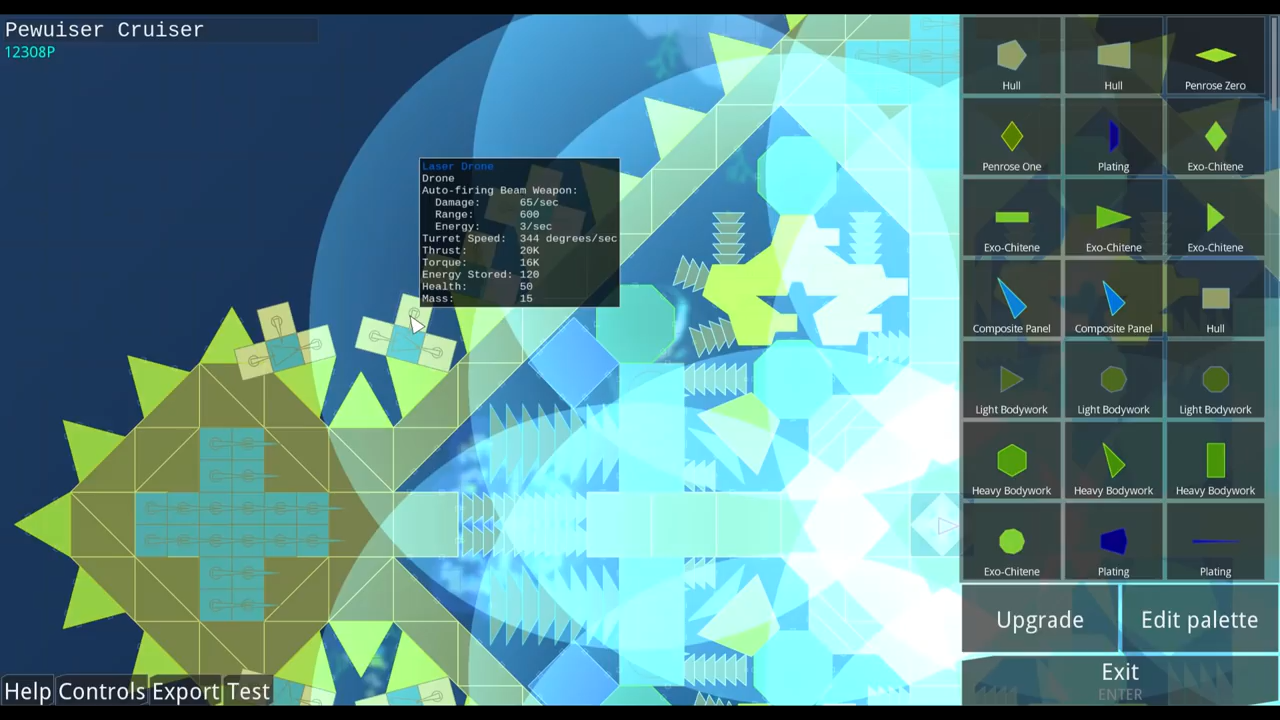 Pewuiser Cruiser
12308P
Laser Drone
Drone
Auto-firing Beam Weapon:
Damage: 65/sec
Range: 600
Energy: 3/sec
Turret Speed: 344 degrees/sec
Thrust: 20K
Torque: 16K
Energy Stored: 120
Health: 50
Mass: 15
Hull Hull Penrose Zero
Penrose One Plating Exo-Chitene
Exo-Chitene Exo-Chitene Exo-Chitene
Composite Panel Composite Panel Hull
Light Bodywork Light Bodywork Light Bodywork
Heavy Bodywork Heavy Bodywork Heavy Bodywork
Exo-Chitene Plating Plating
Upgrade Edit palette
Exit
ENTER
Help Controls Export Test